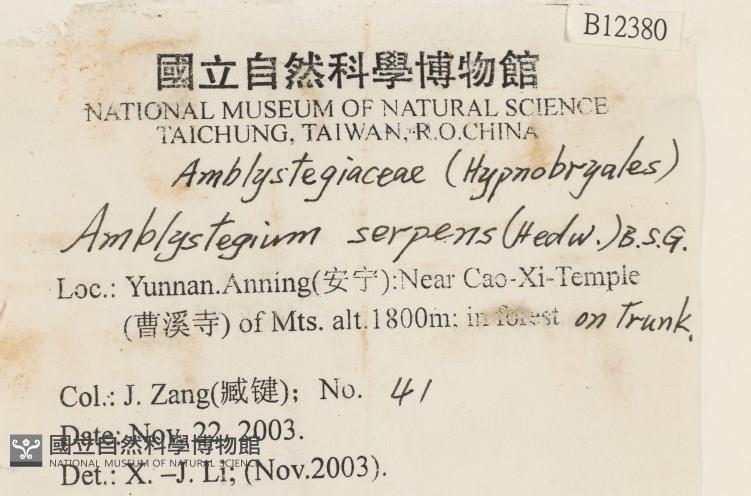 B12380
國立自然科學博物館
NATIONAL MUSEUM OF NATURAL SCIENCE
TAICHUNG, TAIWAN, R.O.CHINA
Amblystegiaceae (Hypnobryales)
Amblystegium serpens (Hedw.) B.S.G.
Loc.: Yunnan.Anning(安宁):Near Cao-Xi-Temple
(曹溪寺) of Mts. alt.1800m: in forest on Trunk.
Col.: J. Zang(臧键); No. 41
Date: Nov. 22, 2003.
國立自然科學博物館
NATIONAL MUSEUM OF NATURAL SCIENCE
Det.: X. –J. Li; (Nov.2003).